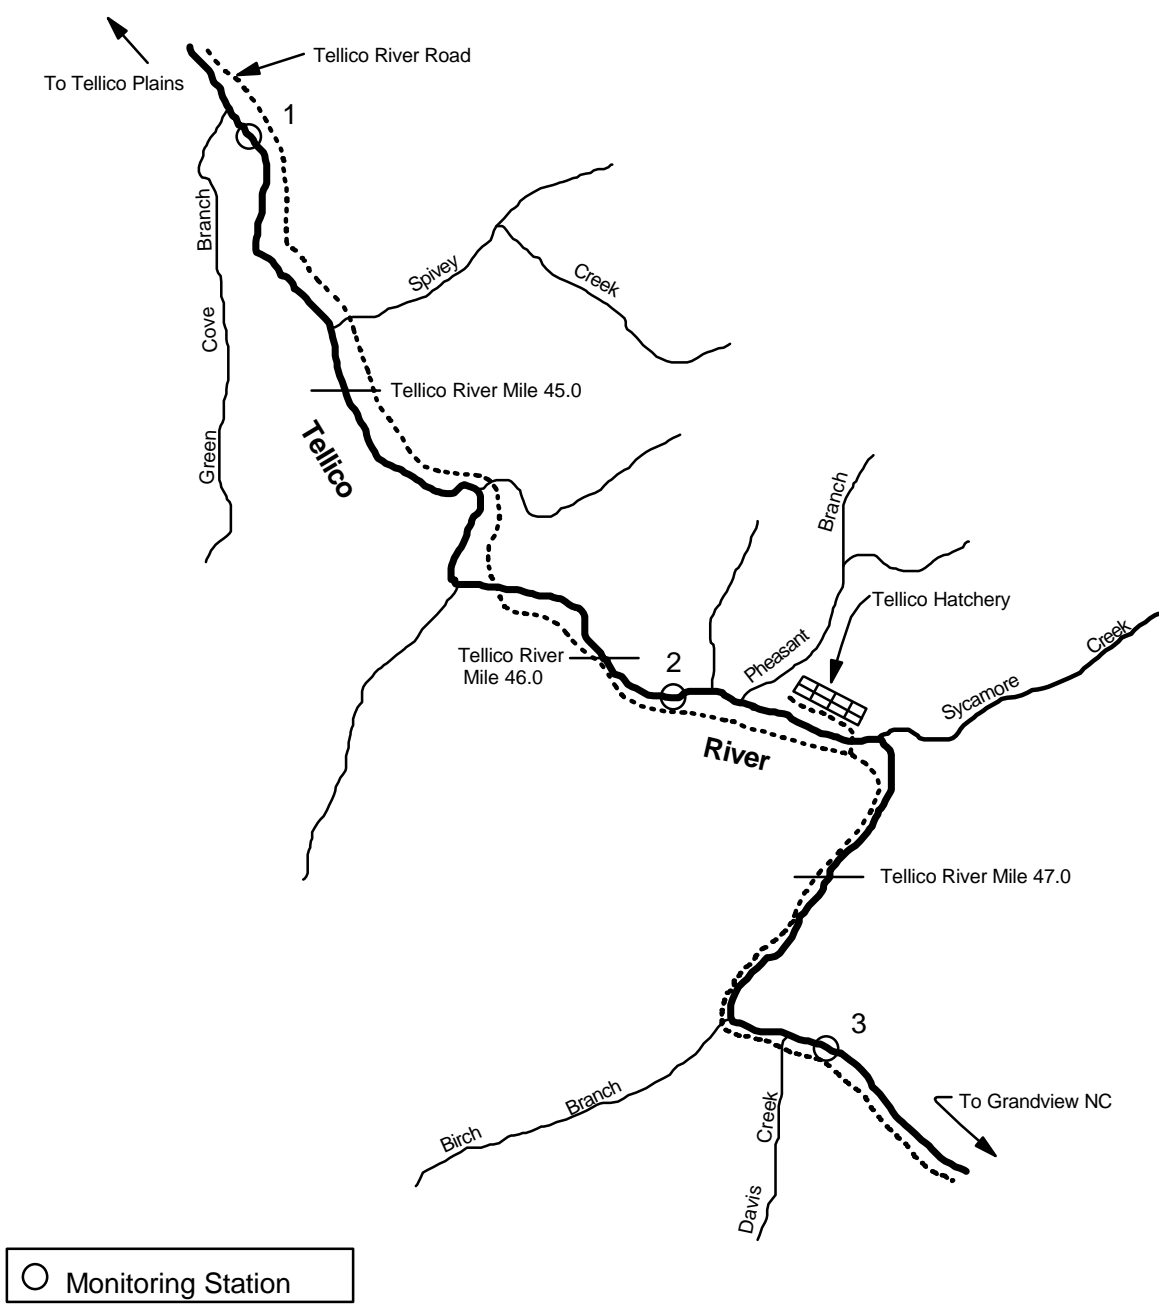 Tellico River Road
To Tellico Plains
1
Branch
Spivey
Creek
Cove
Tellico River Mile 45.0
Tellico
Green
Branch
Tellico Hatchery
Creek
Pheasant
Tellico River
Mile 46.0
2
Sycamore
River
Tellico River Mile 47.0
3
Branch
Creek
To Grandview NC
Birch
Davis
Monitoring Station